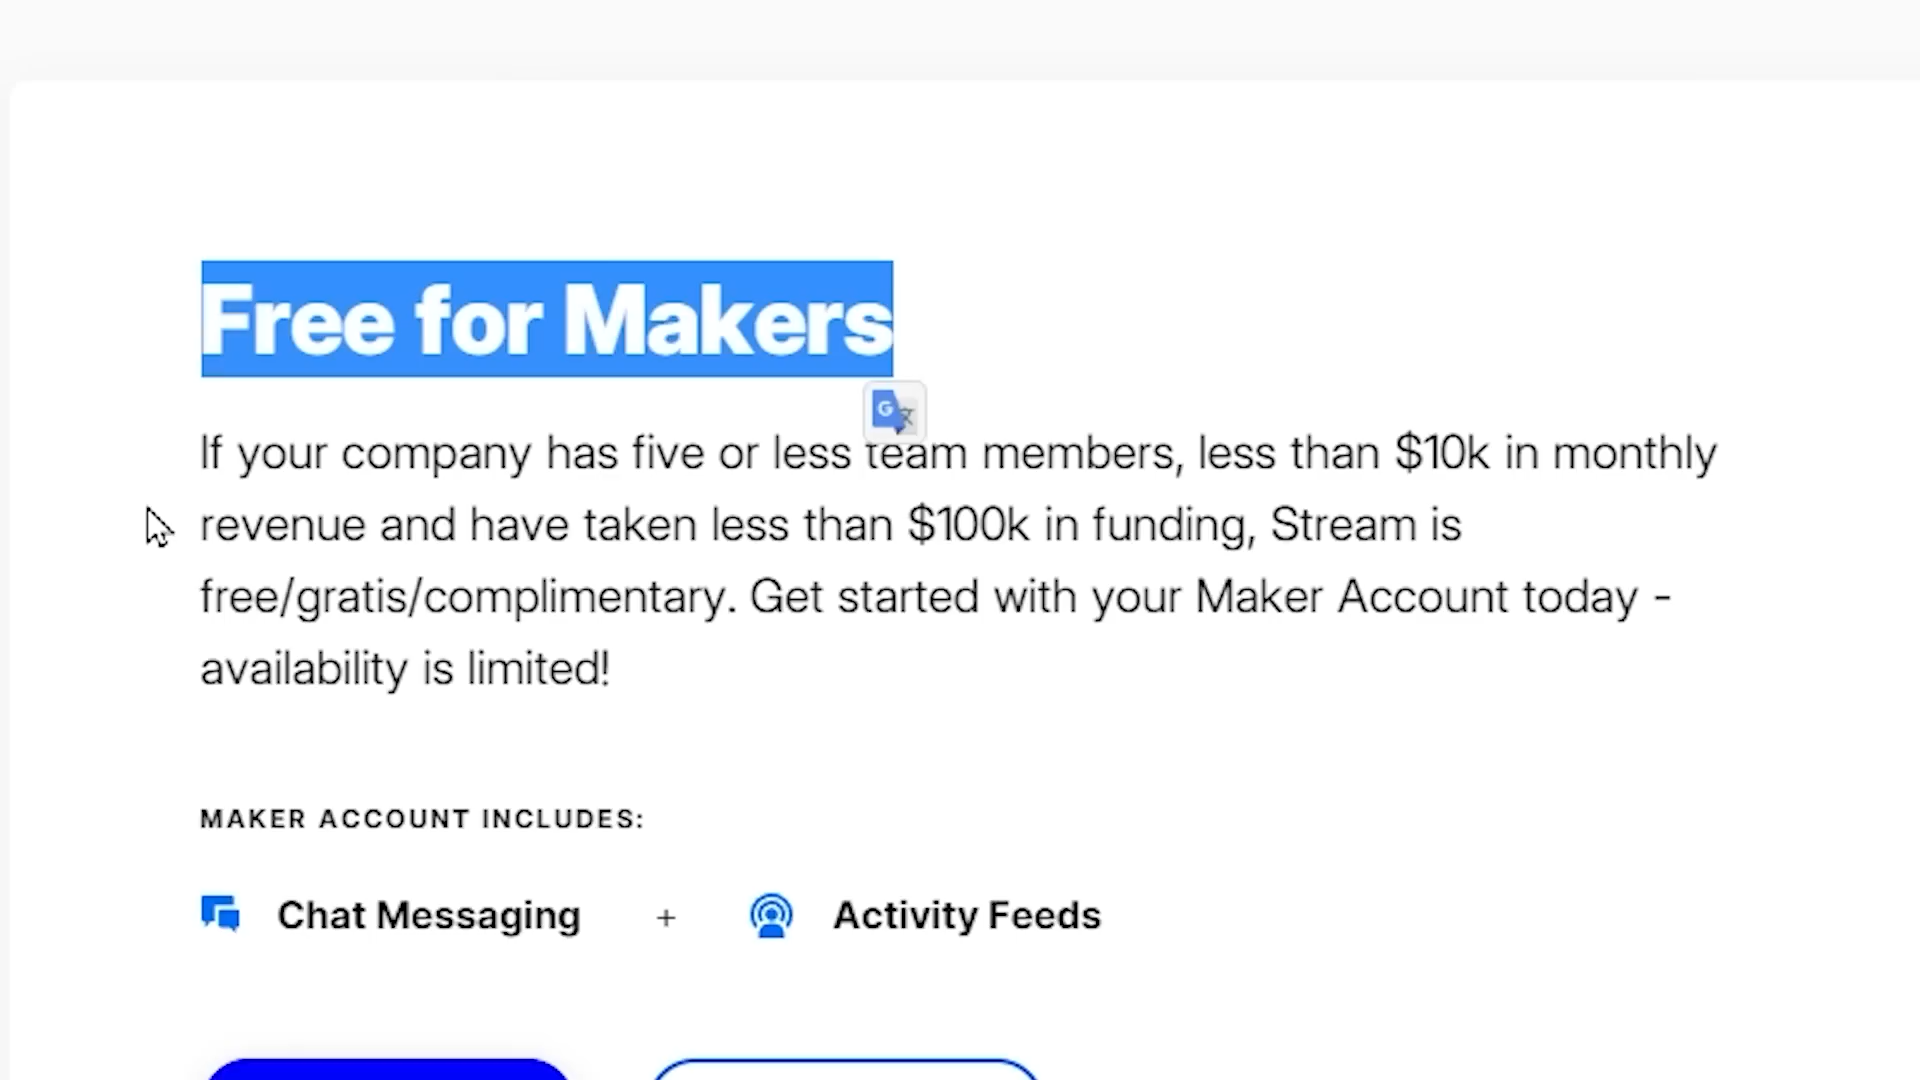 Free for Makers
If your company has five or less team members, less than $10k in monthly
revenue and have taken less than $100k in funding, Stream is
free/gratis/complimentary. Get started with your Maker Account today -
availability is limited!
MAKER ACCOUNT INCLUDES:
Chat Messaging + Activity Feeds